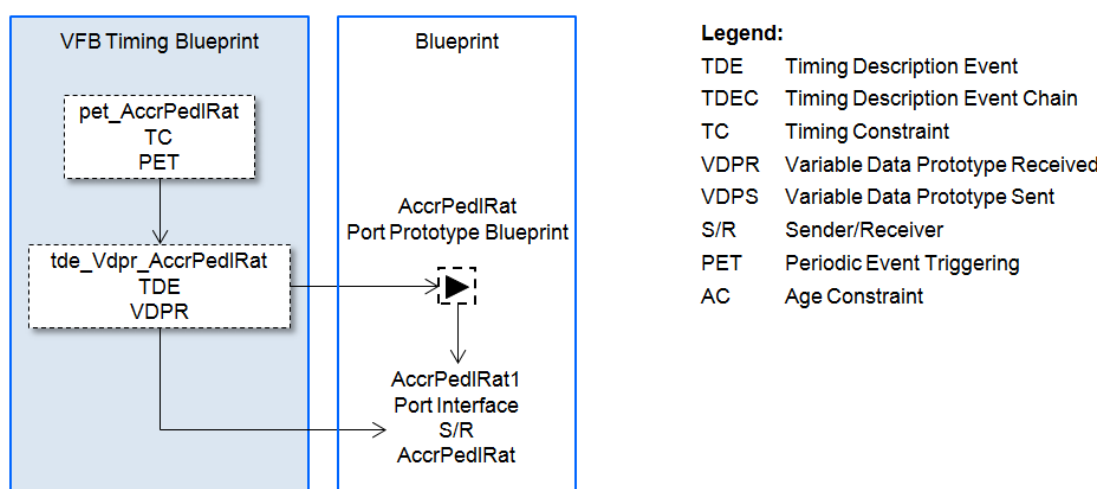 VFB Timing Blueprint
pet_AccrPedlRat
TC
PET
tde_Vdpr_AccrPedlRat
TDE
VDPR
Blueprint
AccrPedlRat
Port Prototype Blueprint
AccrPedlRat1
Port Interface
S/R
AccrPedlRat
Legend:
TDE Timing Description Event
TDEC Timing Description Event Chain
TC Timing Constraint
VDPR Variable Data Prototype Received
VDPS Variable Data Prototype Sent
S/R Sender/Receiver
PET Periodic Event Triggering
AC Age Constraint